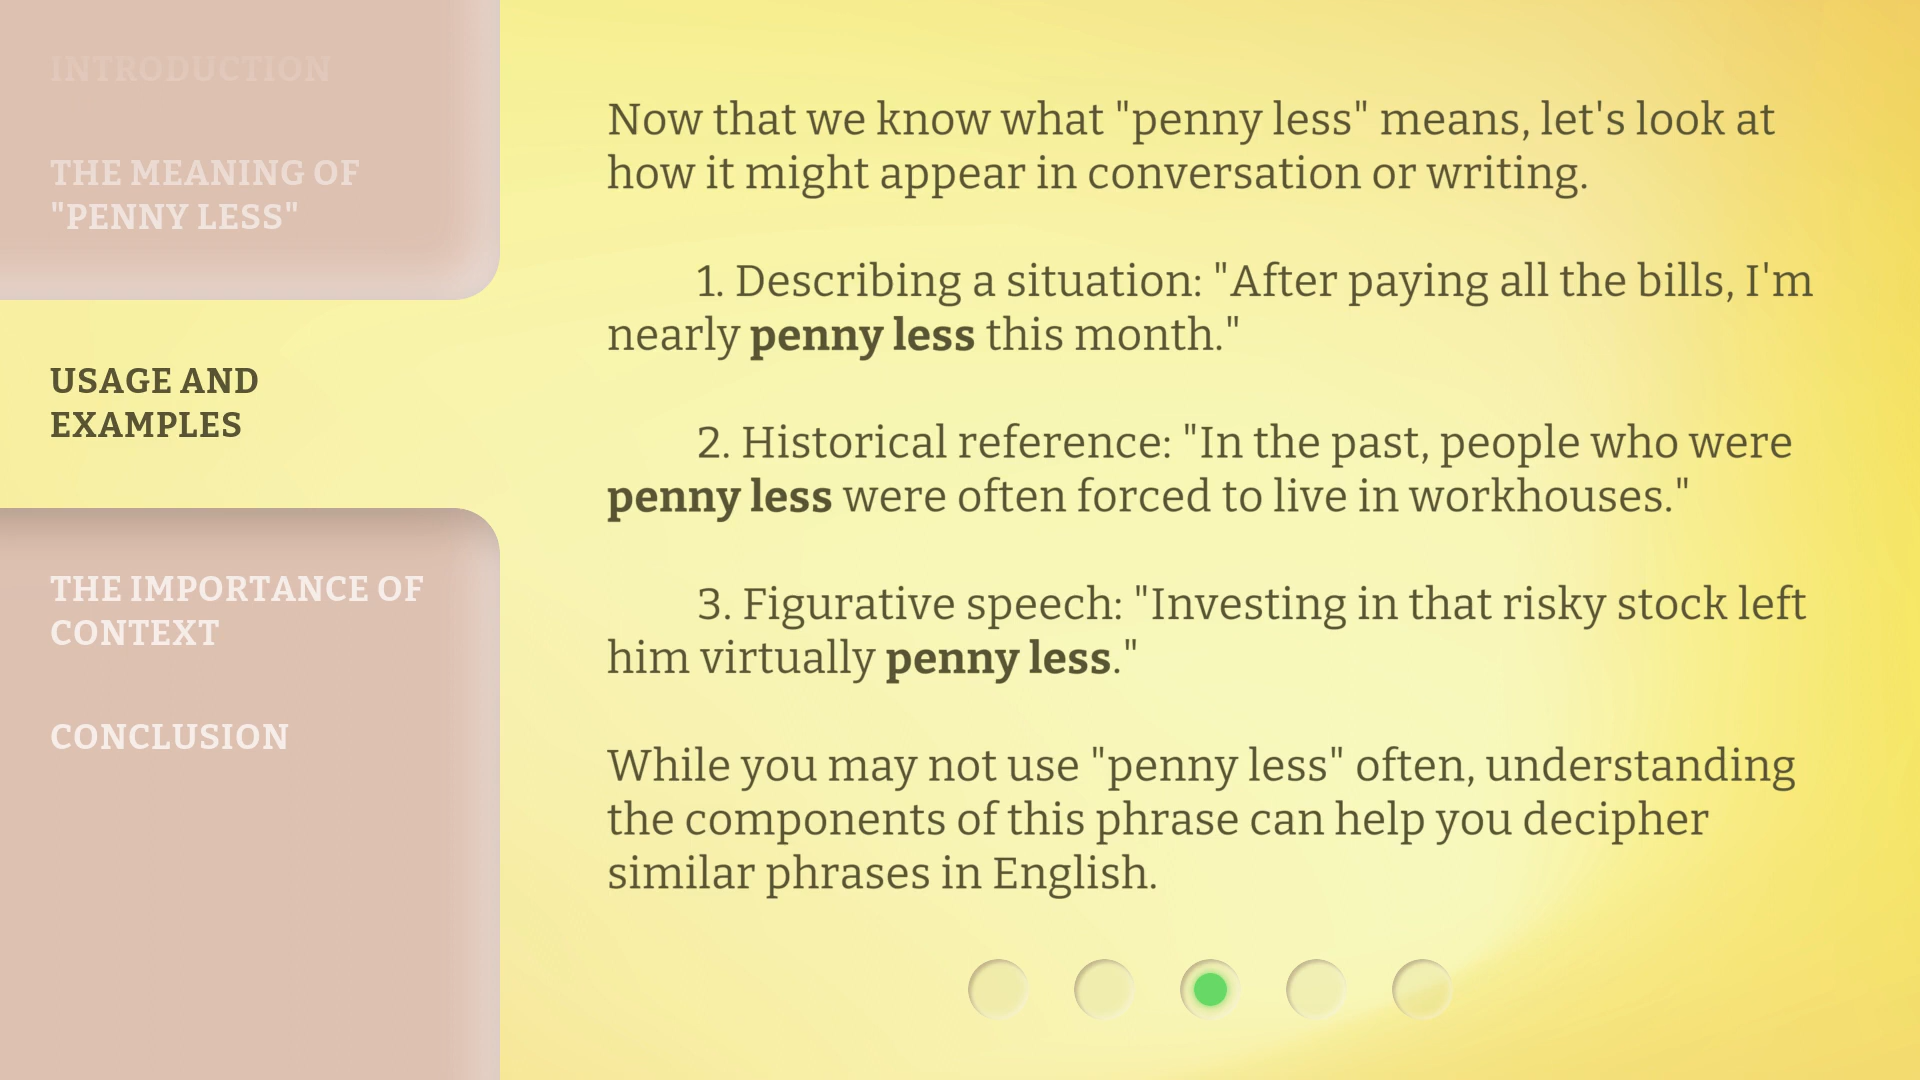 INTRODUCTION
THE MEANING OF
"PENNY LESS"
USAGE AND
EXAMPLES
THE IMPORTANCE OF
CONTEXT
CONCLUSION
Now that we know what "penny less" means, let's look at
how it might appear in conversation or writing.
1. Describing a situation: "After paying all the bills, I'm
nearly penny less this month."
2. Historical reference: "In the past, people who were
penny less were often forced to live in workhouses."
3. Figurative speech: "Investing in that risky stock left
him virtually penny less."
While you may not use "penny less" often, understanding
the components of this phrase can help you decipher
similar phrases in English.